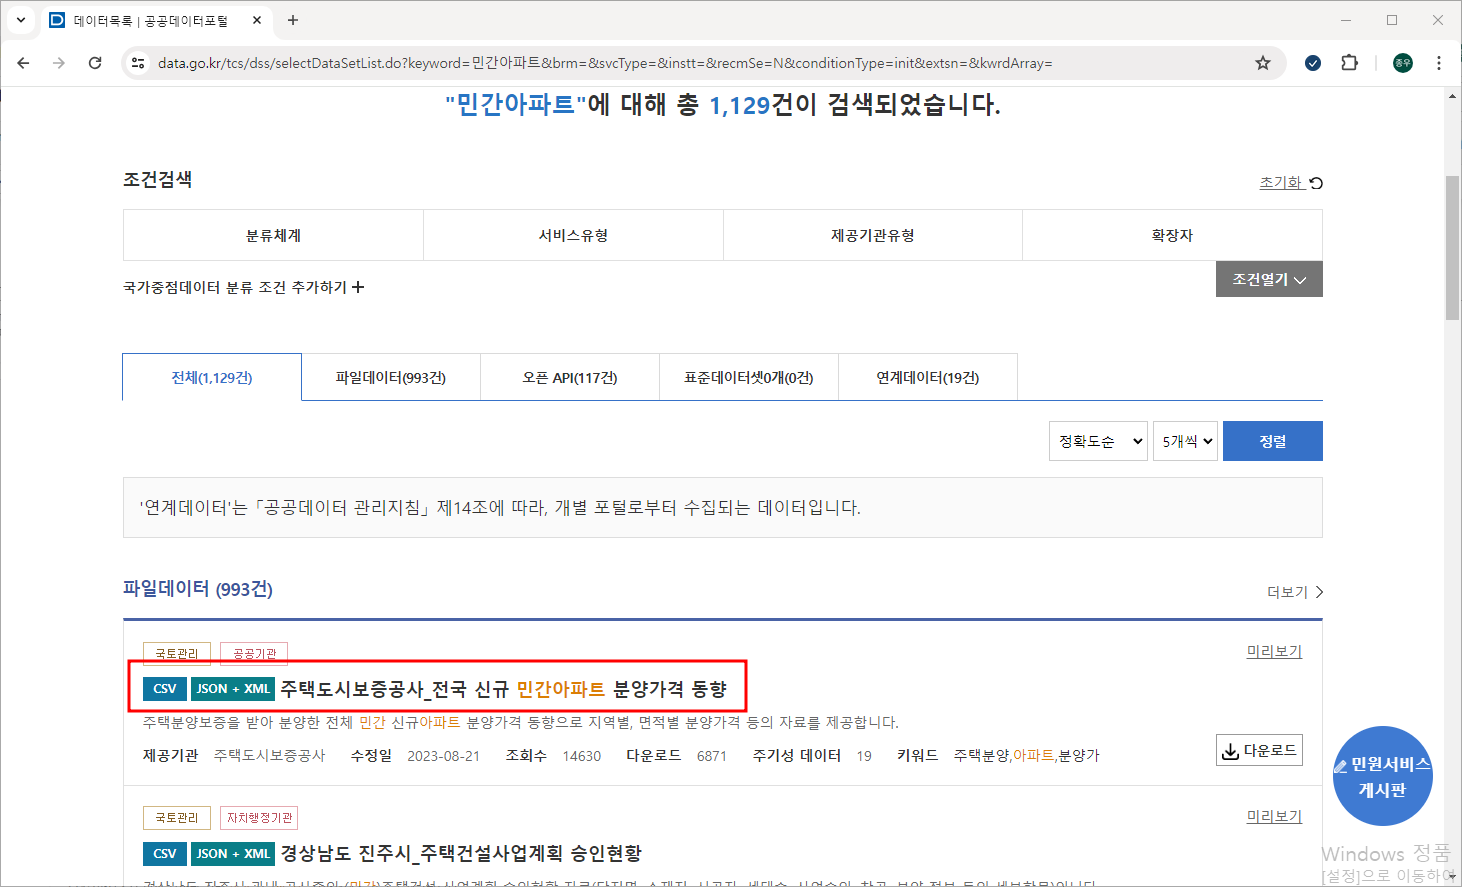 데이터목록 | 공공데이터포털
data.go.kr/tcs/dss/selectDataSetList.do?keyword=민간아파트&brm=&svcType=&instt=&recmSe=N&conditionType=init&extsn=&kwrdArray=
종우
"민간아파트"에 대해 총 1,129건이 검색되었습니다.
조건검색
초기화
분류체계 서비스유형 제공기관유형 확장자
국가중점데이터 분류 조건 추가하기 +
조건열기
전체(1,129건) 파일데이터(993건) 오픈 API(117건) 표준데이터셋0개(0건) 연계데이터(19건)
정확도순 5개씩 정렬
'연계데이터'는 「공공데이터 관리지침」 제14조에 따라, 개별 포털로부터 수집되는 데이터입니다.
파일데이터 (993건)
더보기
국토관리 공공기관
미리보기
CSV JSON + XML 주택도시보증공사_전국 신규 민간아파트 분양가격 동향
주택분양보증을 받아 분양한 전체 민간 신규아파트 분양가격 동향으로 지역별, 면적별 분양가격 등의 자료를 제공합니다.
제공기관 주택도시보증공사 수정일 2023-08-21 조회수 14630 다운로드 6871 주기성 데이터 19 키워드 주택분양,아파트,분양가
다운로드
민원서비스
게시판
국토관리 자치행정기관
미리보기
CSV JSON + XML 경상남도 진주시_주택건설사업계획 승인현황
Windows 정품
[설정]으로 이동하여